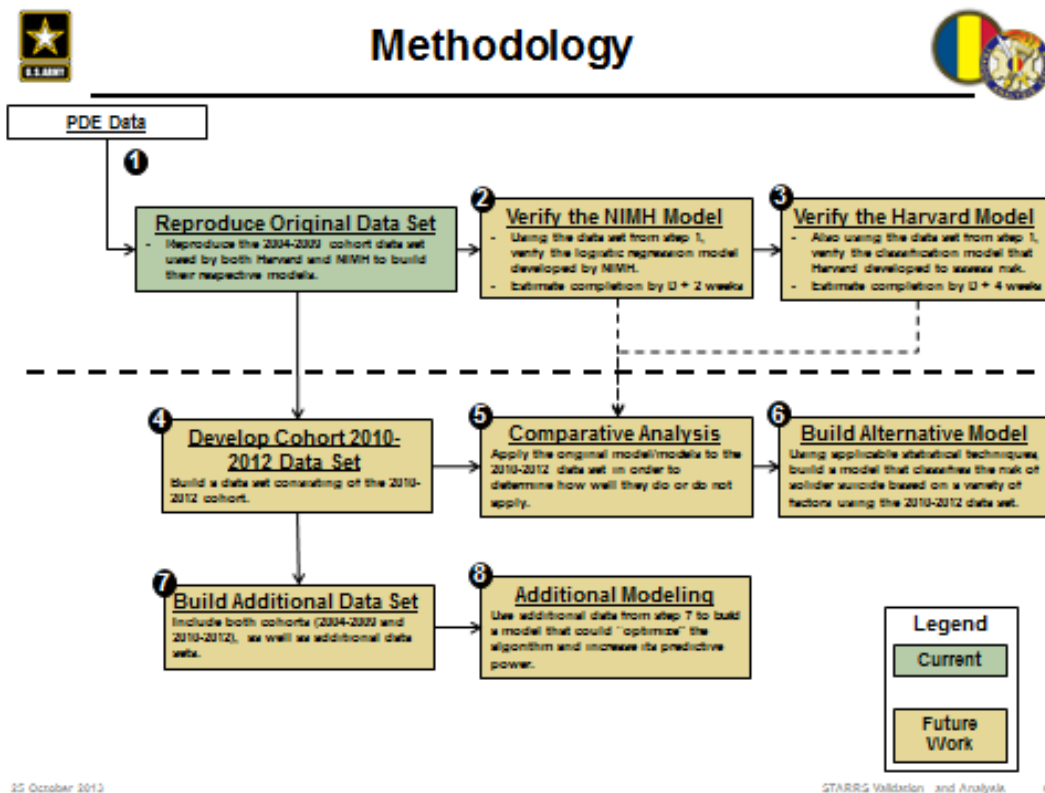 U.S.ARMY
Methodology
PDE Data
1
Reproduce Original Data Set
- Reproduce the 2004-2009 cohort data set
used by both Harvard and NIMH to build
their respective models.
2
Verify the NIMH Model
- Using the data set from step 1,
verify the logistic regression model
developed by NIMH.
- Estimate completion by D + 2 weeks
3
Verify the Harvard Model
- Also using the data set from step 1,
verify the classification model that
Harvard developed to assess risk.
- Estimate completion by D + 4 weeks
4
Develop Cohort 2010-
2012 Data Set
Build a data set consisting of the 2010-
2012 cohort.
5
Comparative Analysis
Apply the original model/models to the
2010-2012 data set in order to
determine how well they do or do not
apply.
6
Build Alternative Model
Using applicable statistical techniques,
build a model that classifies the risk of
solider suicide based on a variety of
factors using the 2010-2012 data set.
7
Build Additional Data Set
Include both cohorts (2004-2009 and
2010-2012), as well as additional data
sets.
8
Additional Modeling
Use additional data from step 7 to build
a model that could "optimize" the
algorithm and increase its predictive
power.
Legend
Current
Future
Work
25 October 2013
STARRS Validation and Analysis